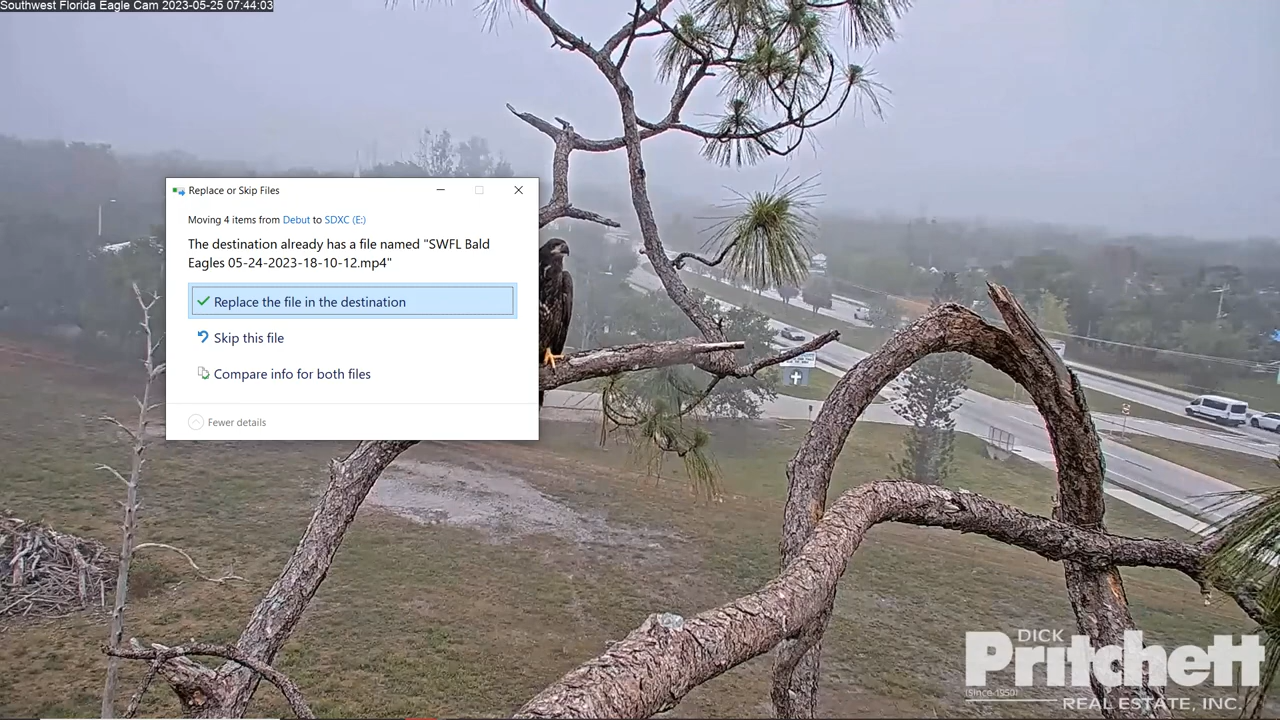 Southwest Florida Eagle Cam 2023-05-25 07:44:03
Replace or Skip Files
Moving 4 items from Debut to SDXC (E:)
The destination already has a file named "SWFL Bald
Eagles 05-24-2023-18-10-12.mp4"
Replace the file in the destination
Skip this file
Compare info for both files
Fewer details
DICK
Pritchett
(since 1950)
REAL ESTATE, INC.